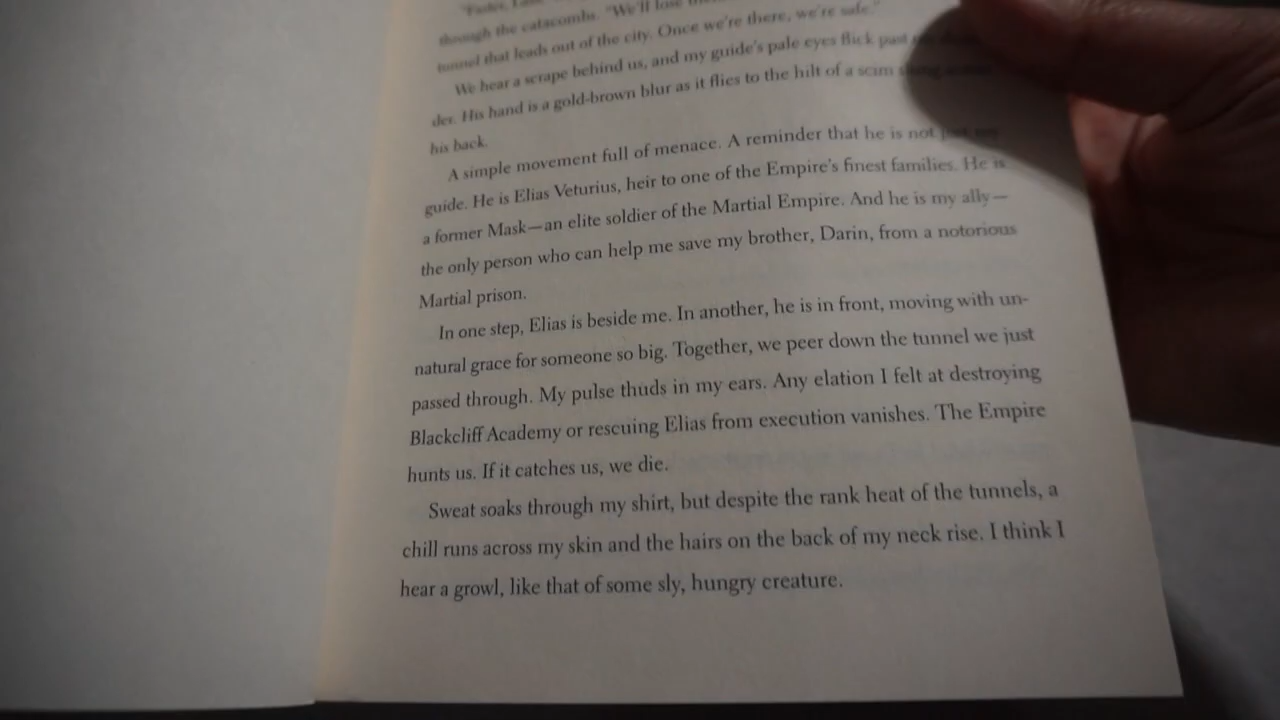 "Faster,
through the catacombs. "We'll lose
tunnel that leads out of the city. Once we're there, we're safe."
We hear a scrape behind us, and my guide's pale eyes flick past
der. His hand is a gold-brown blur as it flies to the hilt of a scim
his back.
A simple movement full of menace. A reminder that he is not just my
guide. He is Elias Veturius, heir to one of the Empire's finest families. He is
a former Mask—an elite soldier of the Martial Empire. And he is my ally—
the only person who can help me save my brother, Darin, from a notorious
Martial prison.
In one step, Elias is beside me. In another, he is in front, moving with un-
natural grace for someone so big. Together, we peer down the tunnel we just
passed through. My pulse thuds in my ears. Any elation I felt at destroying
Blackcliff Academy or rescuing Elias from execution vanishes. The Empire
hunts us. If it catches us, we die.
Sweat soaks through my shirt, but despite the rank heat of the tunnels, a
chill runs across my skin and the hairs on the back of my neck rise. I think I
hear a growl, like that of some sly, hungry creature.